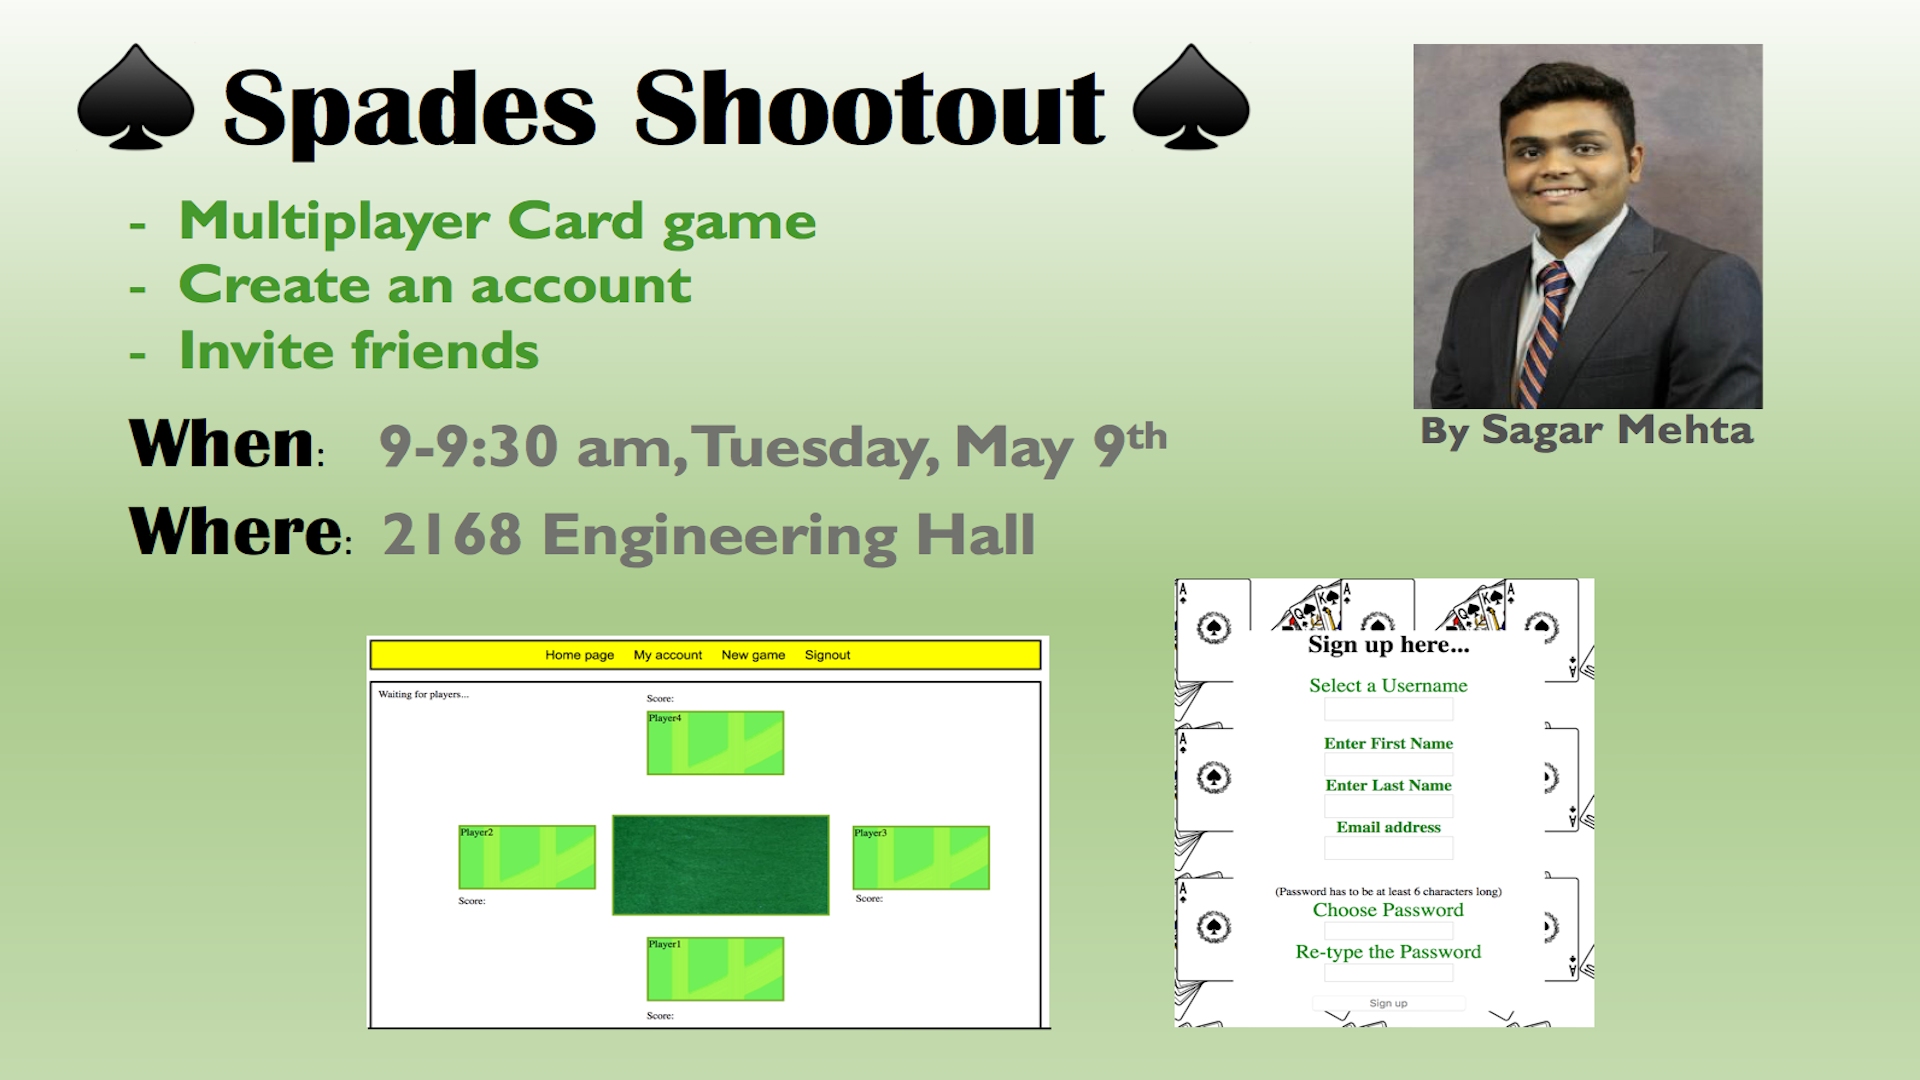 Spades Shootout
- Multiplayer Card game
- Create an account
- Invite friends
When: 9-9:30 am, Tuesday, May 9th
Where: 2168 Engineering Hall
By Sagar Mehta
Home page My account New game Signout
Waiting for players...
Score:
Player4
Player2
Player3
Score:
Score:
Player1
Score:
A Q K A Q K A
Sign up here...
Select a Username
Enter First Name
Enter Last Name
Email address
(Password has to be at least 6 characters long)
Choose Password
Re-type the Password
Sign up